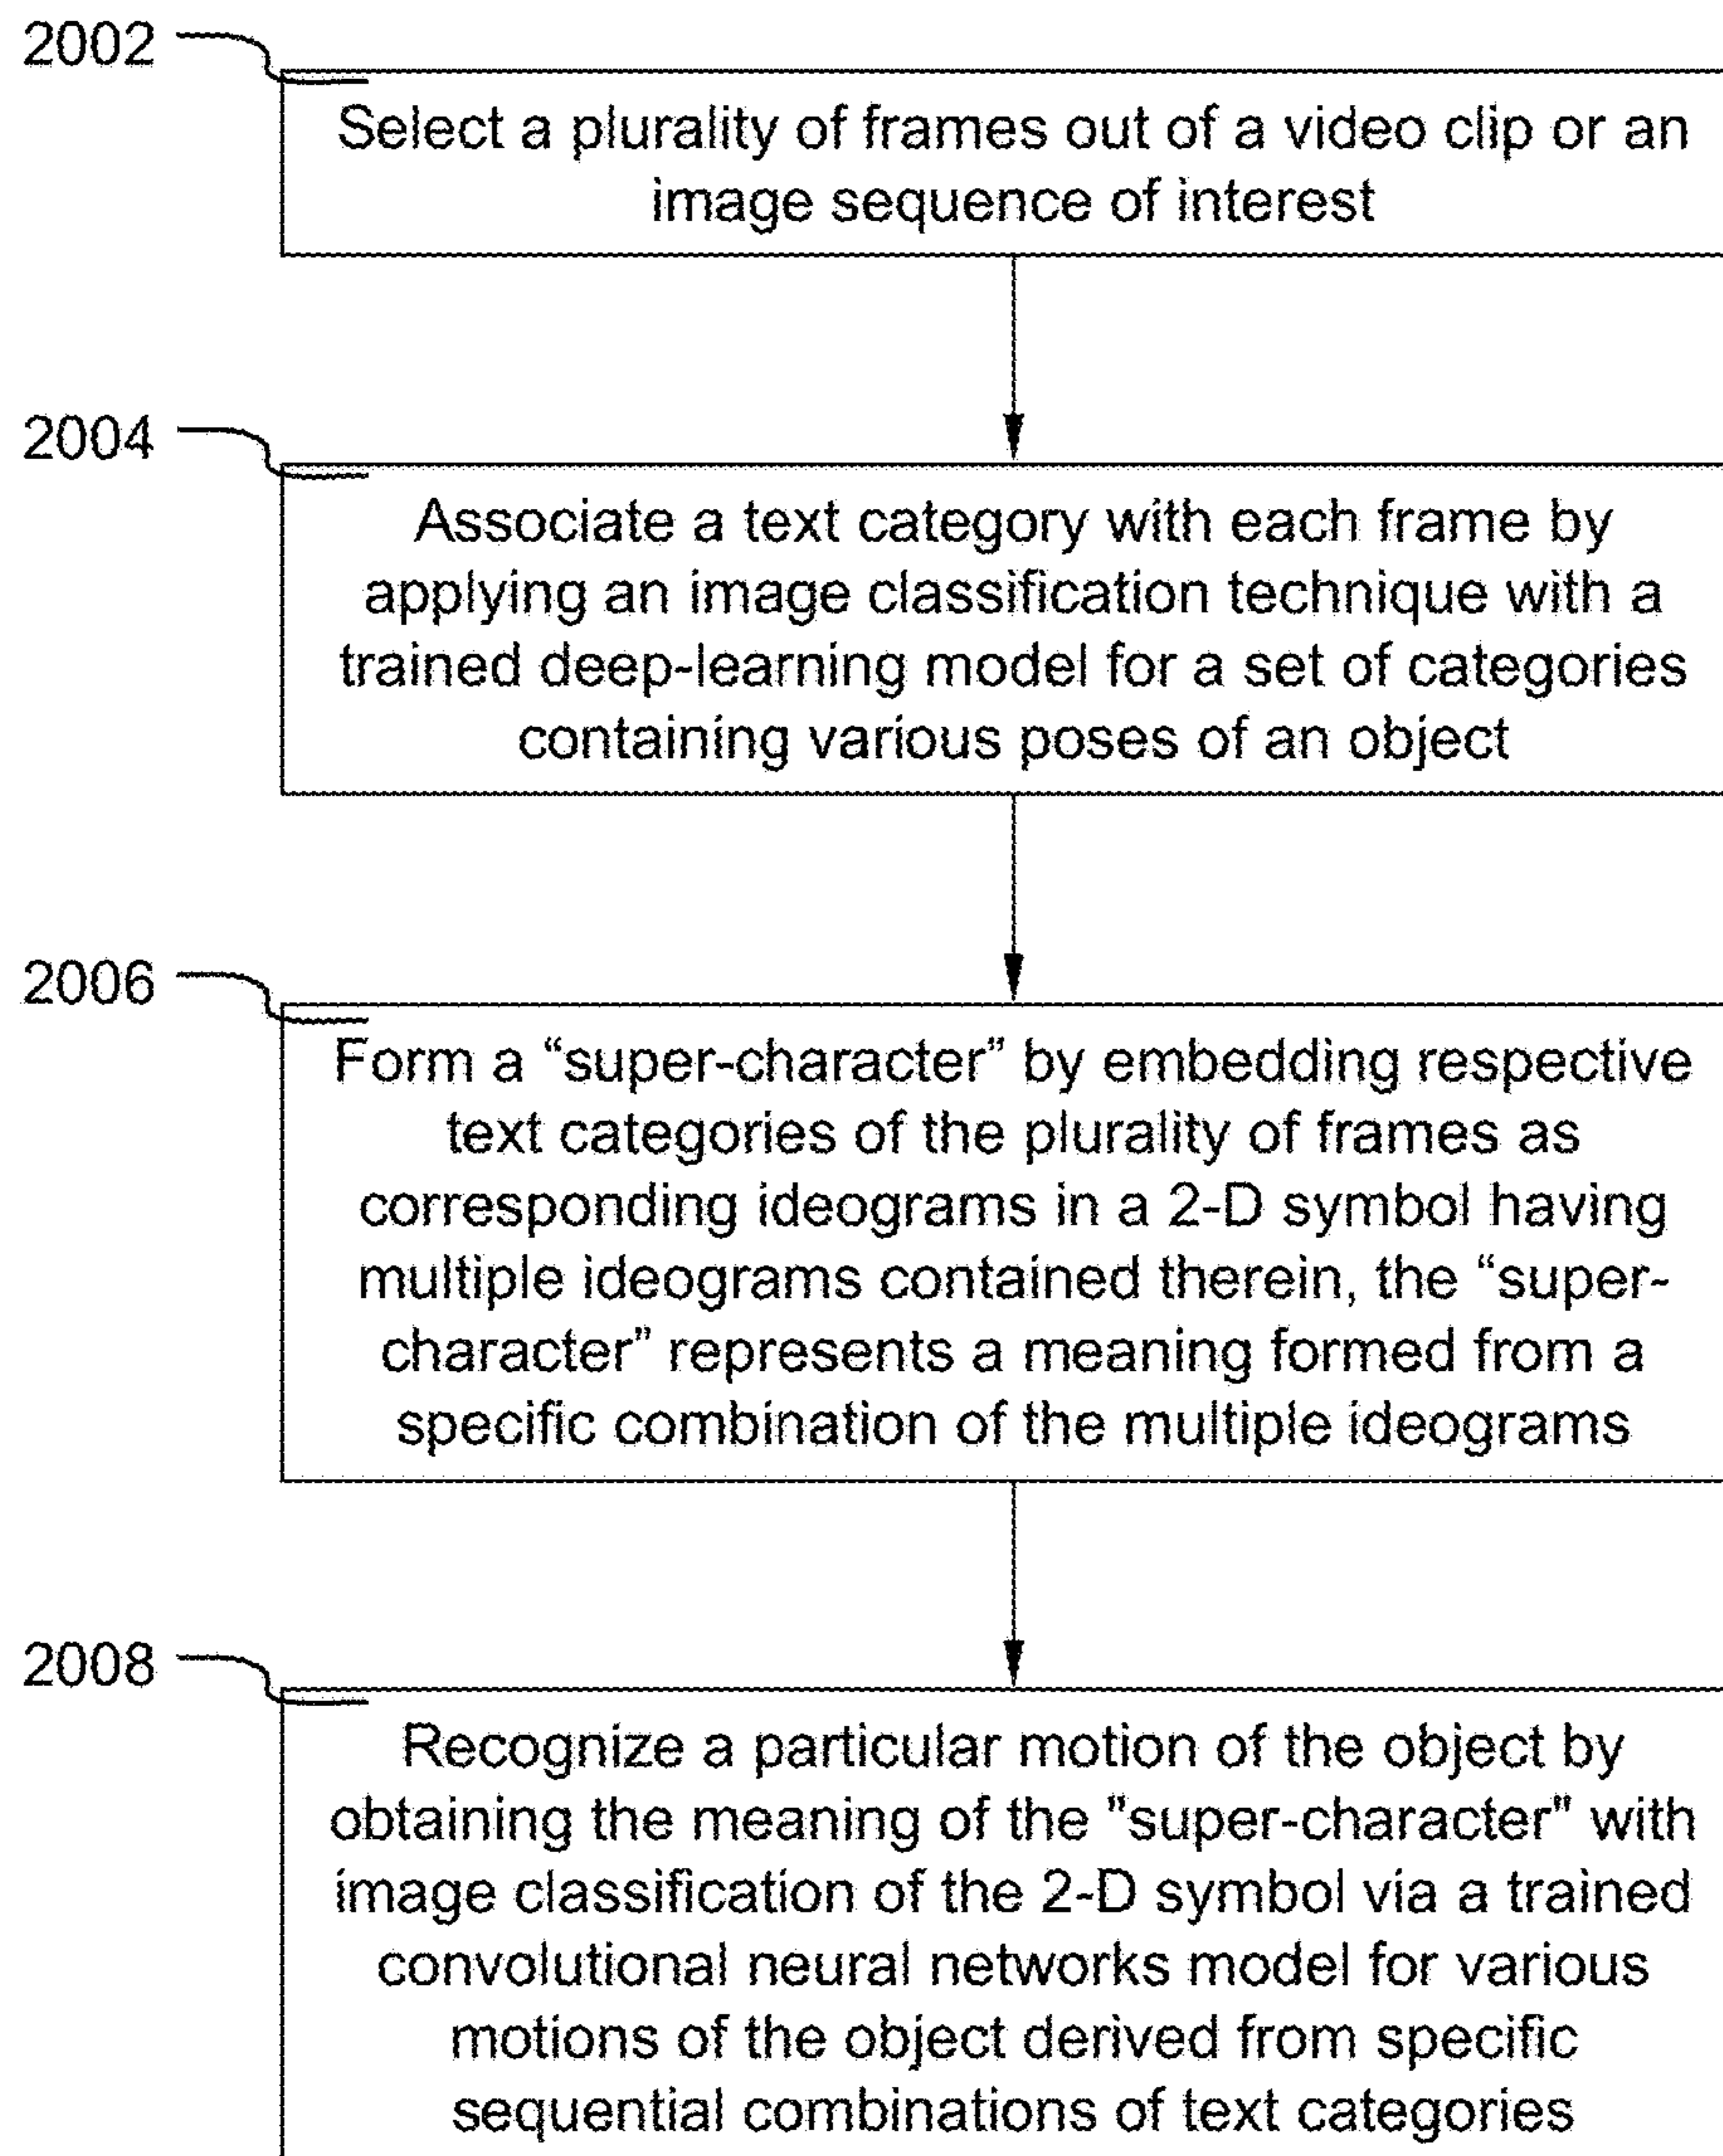 2002
Select a plurality of frames out of a video clip or an
image sequence of interest
2004
Associate a text category with each frame by
applying an image classification technique with a
trained deep-learning model for a set of categories
containing various poses of an object
2006
Form a “super-character” by embedding respective
text categories of the plurality of frames as
corresponding ideograms in a 2-D symbol having
multiple ideograms contained therein, the “super-
character” represents a meaning formed from a
specific combination of the multiple ideograms
2008
Recognize a particular motion of the object by
obtaining the meaning of the "super-character" with
image classification of the 2-D symbol via a trained
convolutional neural networks model for various
motions of the object derived from specific
sequential combinations of text categories